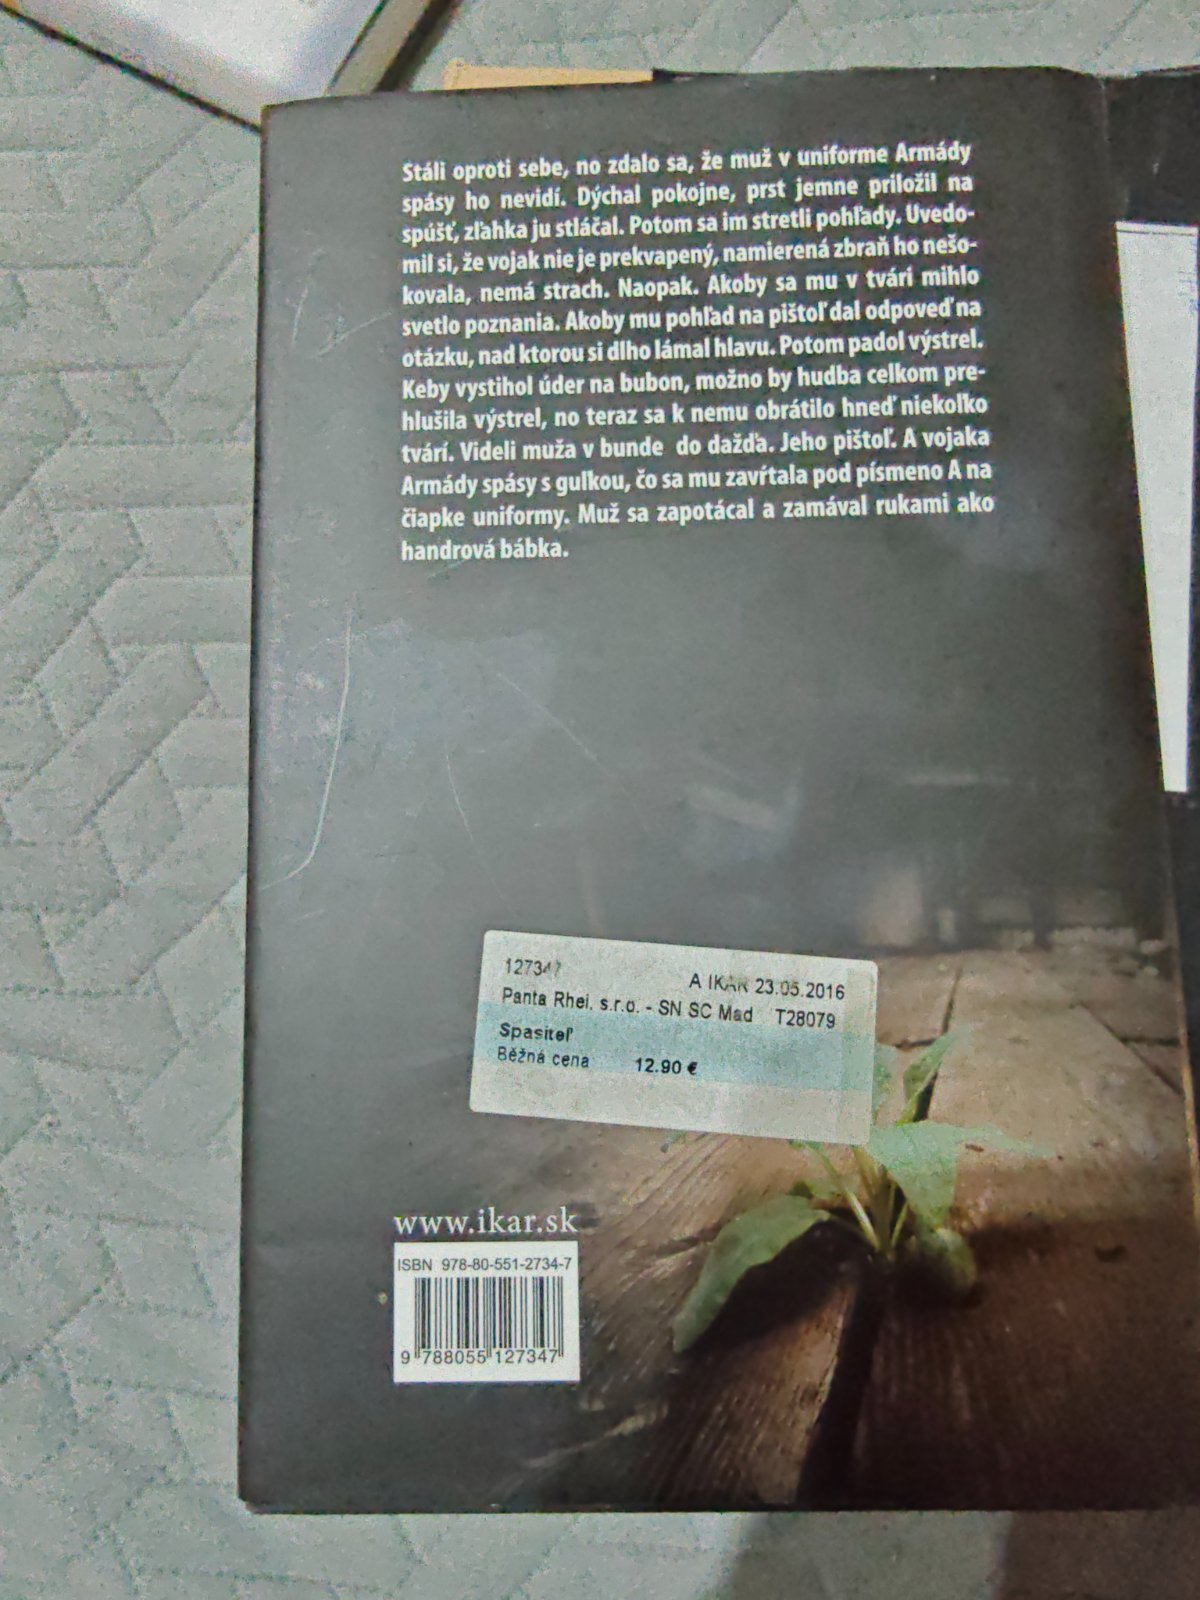 Stáli oproti sebe, no zdalo sa, že muž v uniforme Armády
spásy ho nevidí. Dýchal pokojne, prst jemne priložil na
spúšť, zľahka ju stláčal. Potom sa im stretli pohľady. Uvedo-
mil si, že vojak nie je prekvapený, namierená zbraň ho nešo-
kovala, nemá strach. Naopak. Akoby sa mu v tvári mihlo
svetlo poznania. Akoby mu pohľad na pištoľ dal odpoveď na
otázku, nad ktorou si dlho lámal hlavu. Potom padol výstrel.
Keby vystihol úder na bubon, možno by hudba celkom pre-
hlušila výstrel, no teraz sa k nemu obrátilo hneď niekoľko
tvárí. Videli muža v bunde do dažďa. Jeho pištoľ. A vojaka
Armády spásy s guľkou, čo sa mu zavŕtala pod písmeno A na
čiapke uniformy. Muž sa zapotácal a zamával rukami ako
handrová bábka.
127347 A IKAR 23.05.2016
Panta Rhei, s.r.o. - SN SC Mad T28079
Spasiteľ
Běžná cena 12.90 €
www.ikar.sk
ISBN 978-80-551-2734-7
9 788055 127347